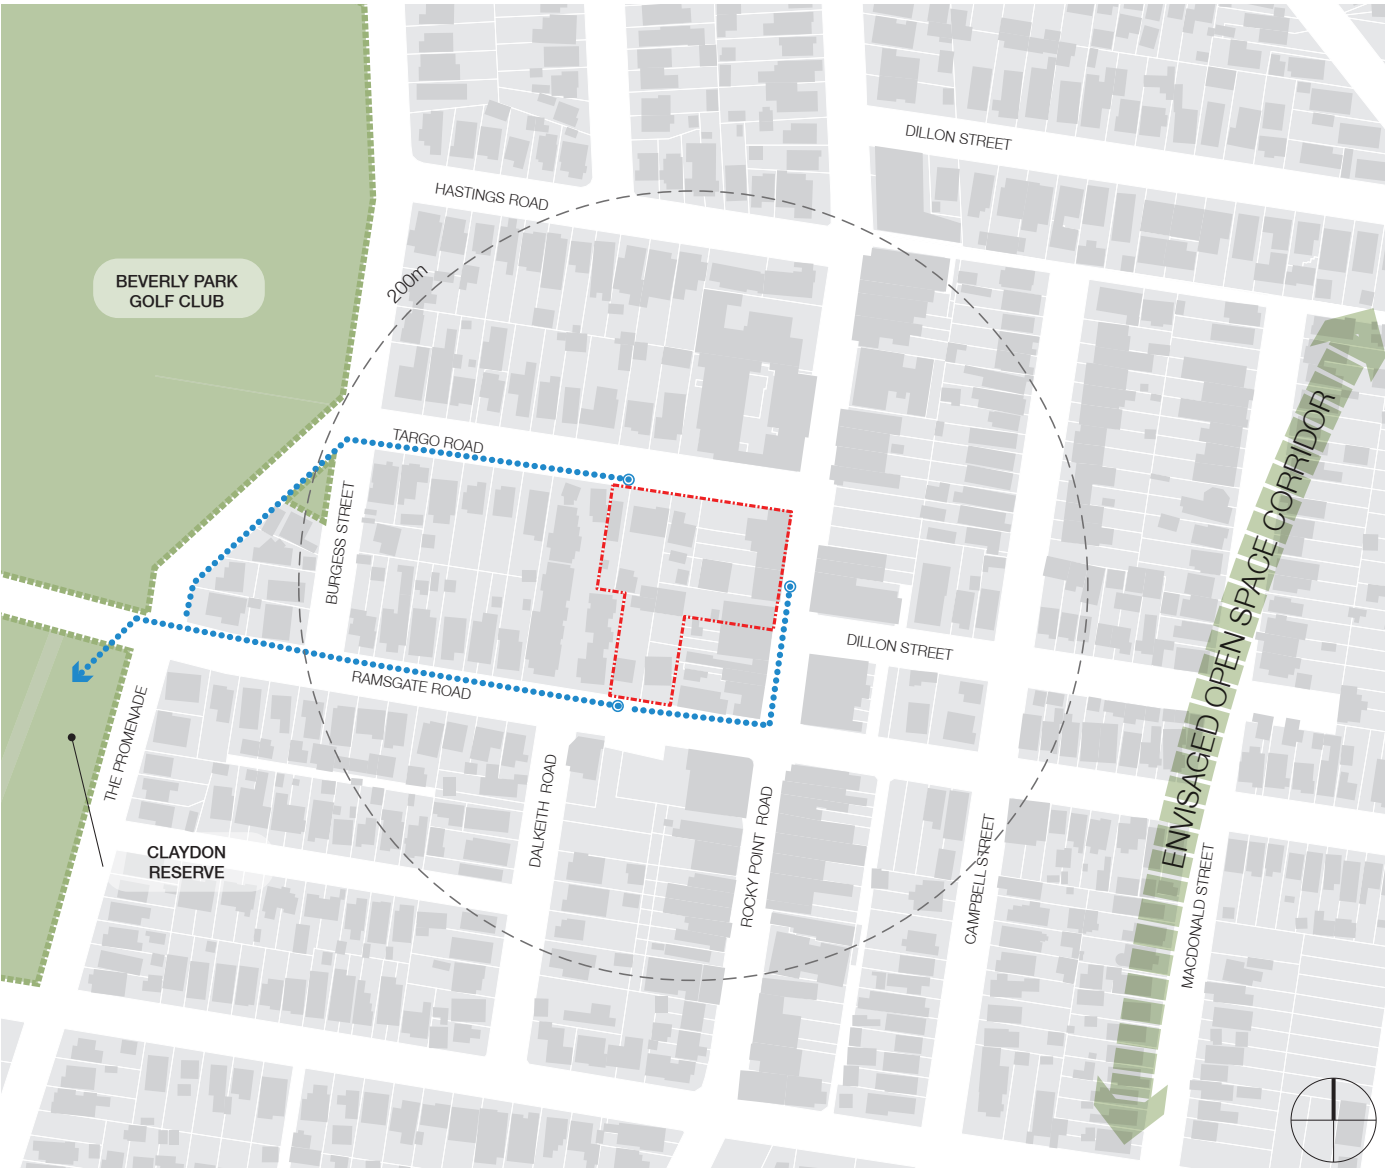 DILLON STREET
HASTINGS ROAD
200m
BEVERLY PARK
GOLF CLUB
TARGO ROAD
BURGESS STREET
ENVISAGED OPEN SPACE CORRIDOR
DILLON STREET
RAMSGATE ROAD
THE PROMENADE
DALKEITH ROAD
ROCKY POINT ROAD
CAMPBELL STREET
MACDONALD STREET
CLAYDON
RESERVE